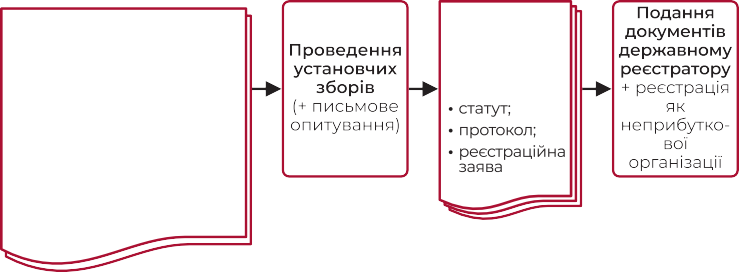 Проведення
установчих
зборів
(+ письмове
опитування)
• статут;
• протокол;
• реєстраційна
заява
Подання
документів
державному
реєстратору
+ реєстрація
як
неприбутко-
вої
організації